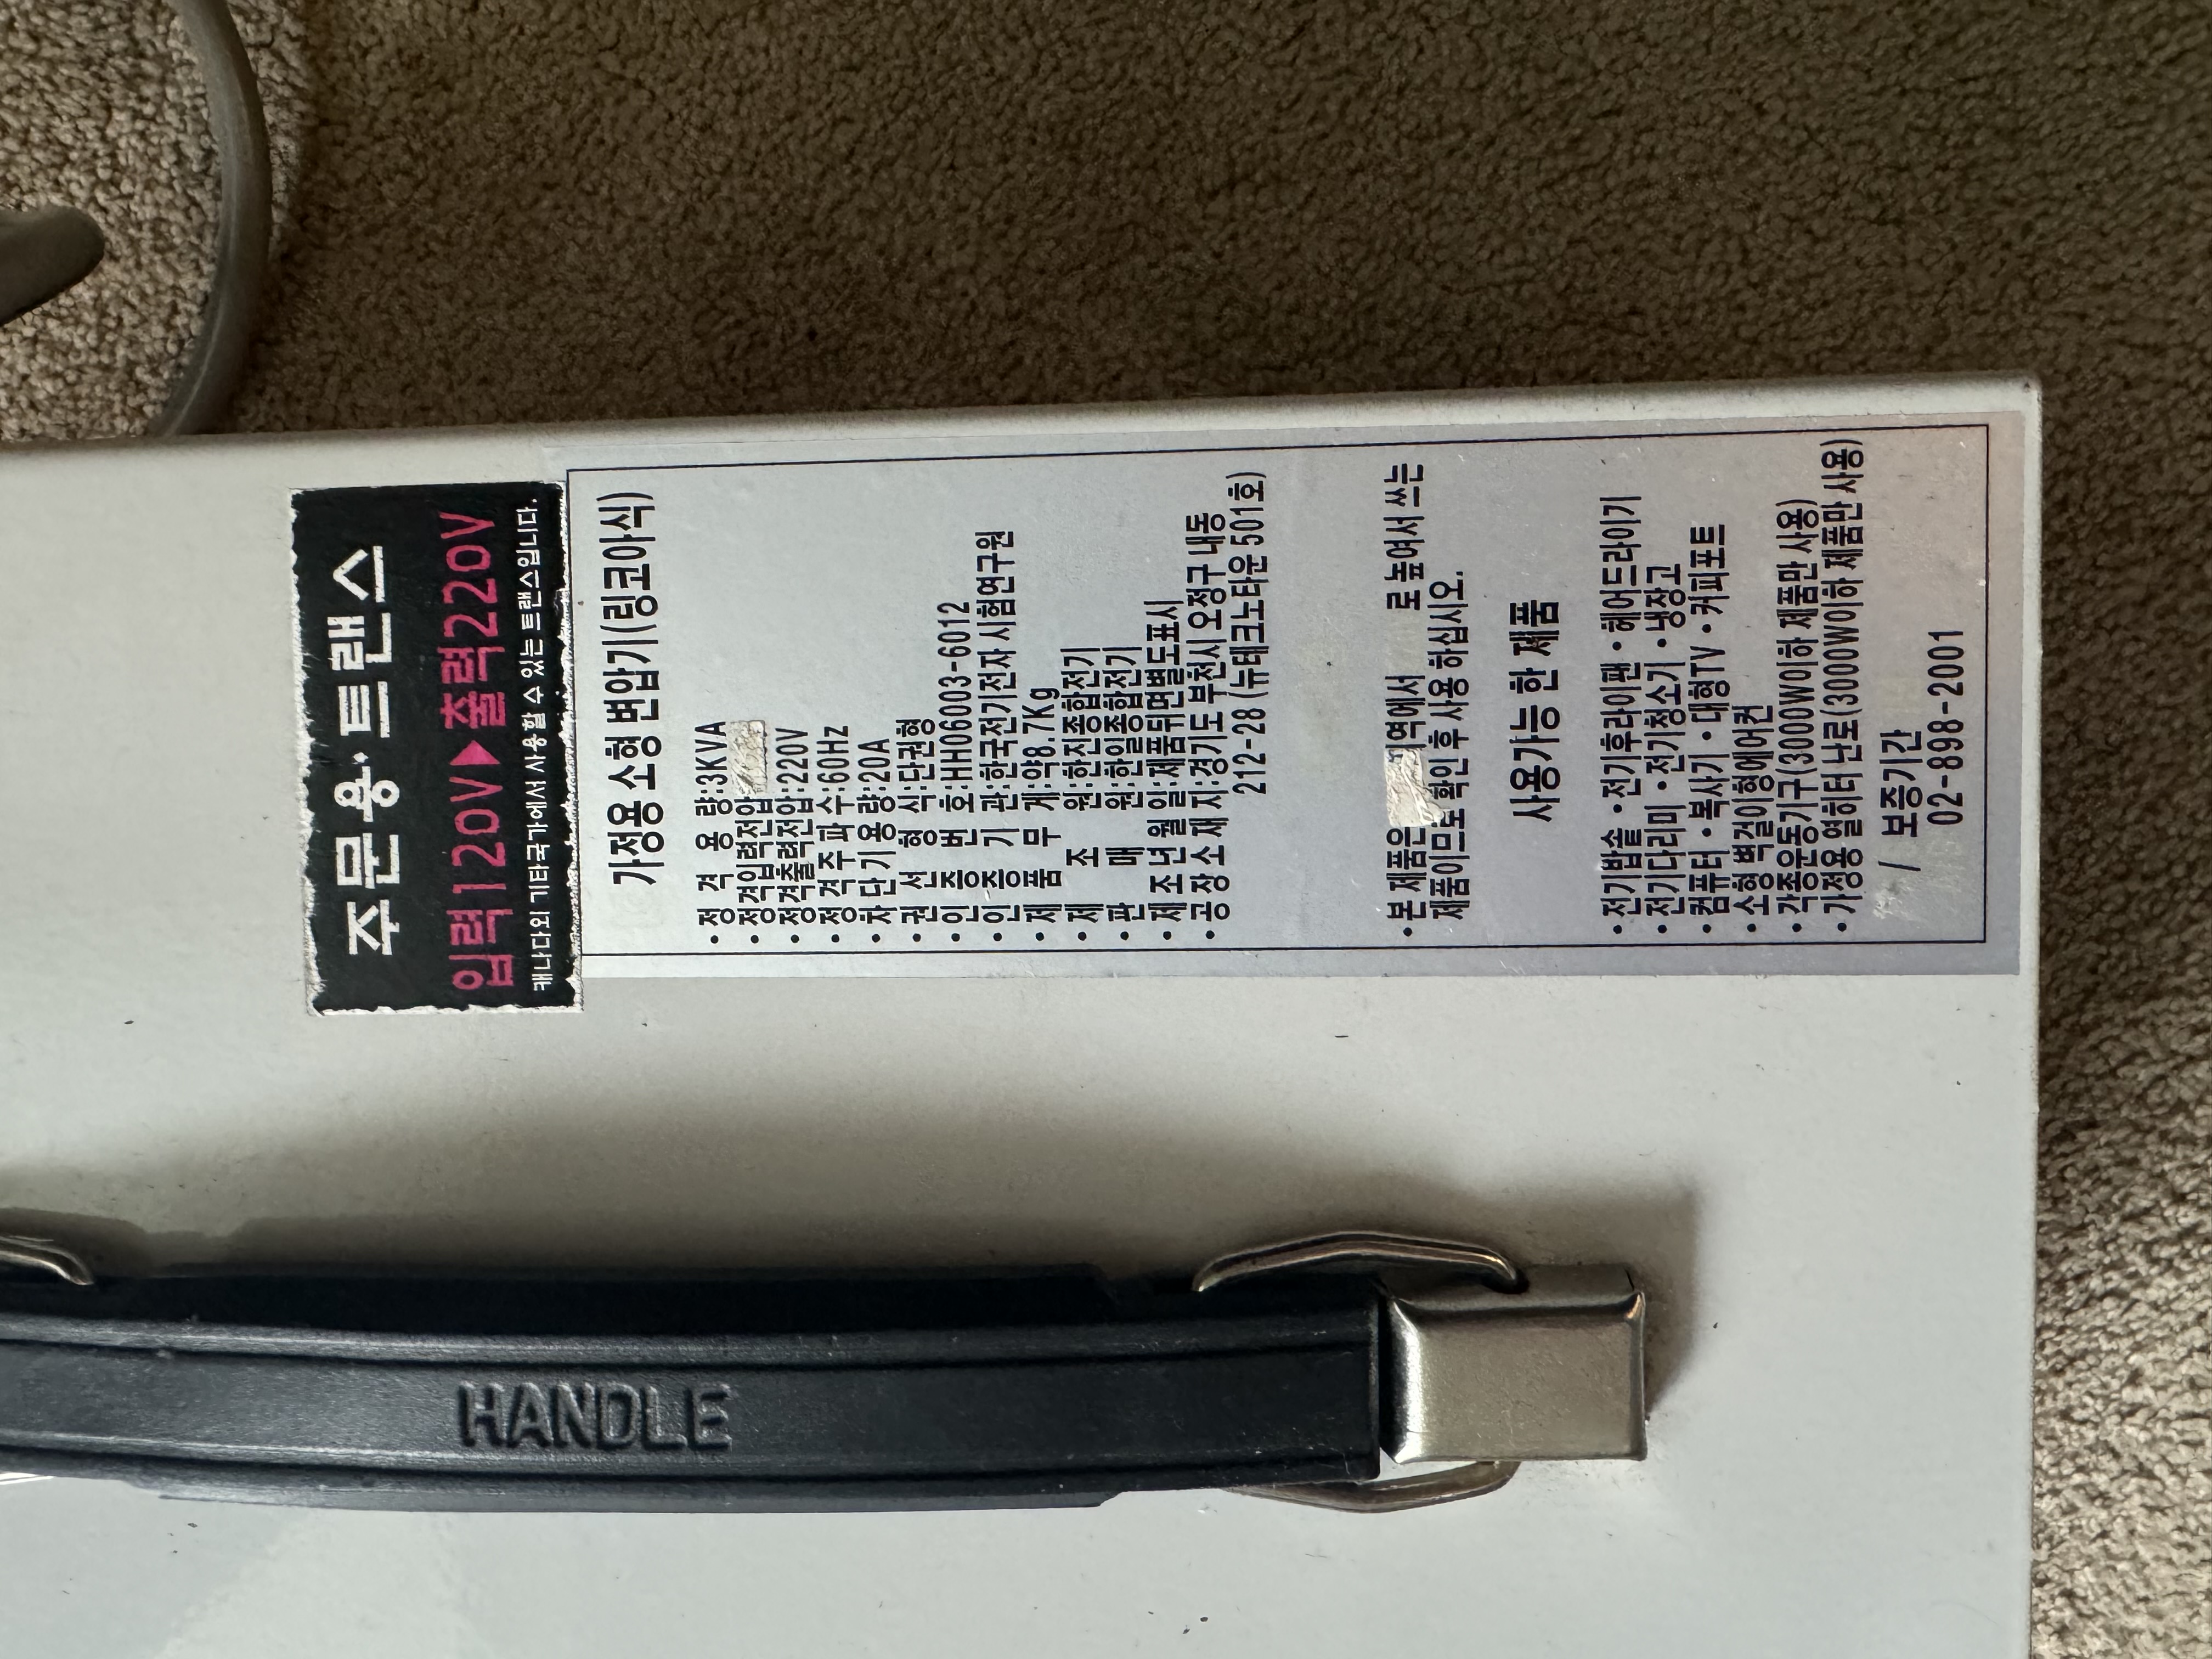 주문용·트랜스
입력120V▶출력220V
캐나다외 기타국가에서 사용할 수 있는 트랜스입니다.
가정용 소형 변압기(링코아식)
• 정 격 용 량:3KVA
• 정격입력전압:
• 정격출력전압:220V
• 정 격 주 파 수:60Hz
• 차 단 기 용 량:20A
• 권 선 형 식:단권형
• 인 증 번 호:HH06003-6012
• 인 증 기 관:한국전기전자 시험연구원
• 제 품 무 게:약8.7Kg
• 제 조 원:한진종합전기
• 판 매 원:한일종합전기
• 제 조 년 월 일:제품뒤면별도표시
• 공 장 소 재 지:경기도 부천시 오정구 내동
212-28(뉴테크노타운 501호)
• 본 제품은 역에서 로 높여서 쓰는
제품이므로 확인 후 사용 하십시오.
사용가능 한 제품
• 전기밥솥 • 전기후라이팬 • 헤어드라이기
• 전기다리미 • 전기청소기 • 냉장고
• 컴퓨터 • 복사기 • 대형TV • 커피포트
• 소형 벽걸이형에어컨
• 각종운동기구(3000W이하 제품만 사용)
• 가정용 열히터 난로(3000W이하 제품만 사용)
/ 보증기간
02-898-2001
HANDLE